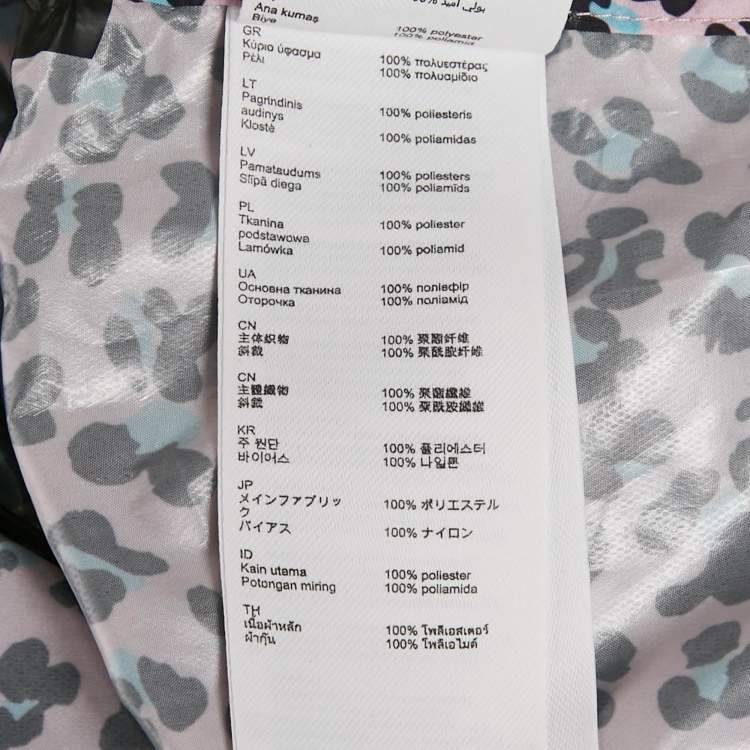 Ana kumaş
Biye 100% polyester
100% poliamid
GR
Κύριο ύφασμα 100% πολυεστέρας
Ρέλι 100% πολυαμίδιο
LT
Pagrindinis
audinys 100% poliesteris
Klostė 100% poliamidas
LV
Pamataudums 100% poliesters
Slīpā diega 100% poliamīds
PL
Tkanina 100% poliester
podstawowa
Lamówka 100% poliamid
UA
Основна тканина 100% поліефір
Оторочка 100% поліамід
CN
主体织物 100% 聚酯纤维
斜裁 100% 聚酰胺纤维
CN
主體織物 100% 聚酯纖維
斜裁
KR
주 원단 100% 폴리에스터
바이어스 100% 나일론
JP
メインファブリッ 100% ポリエステル
ク
バイアス 100% ナイロン
ID
Kain utama 100% poliester
Potongan miring 100% poliamida
TH
เนื้อผ้าหลัก 100% โพลีเอสเตอร์
ผ้ากุ๊น 100% โพลีเอไมด์